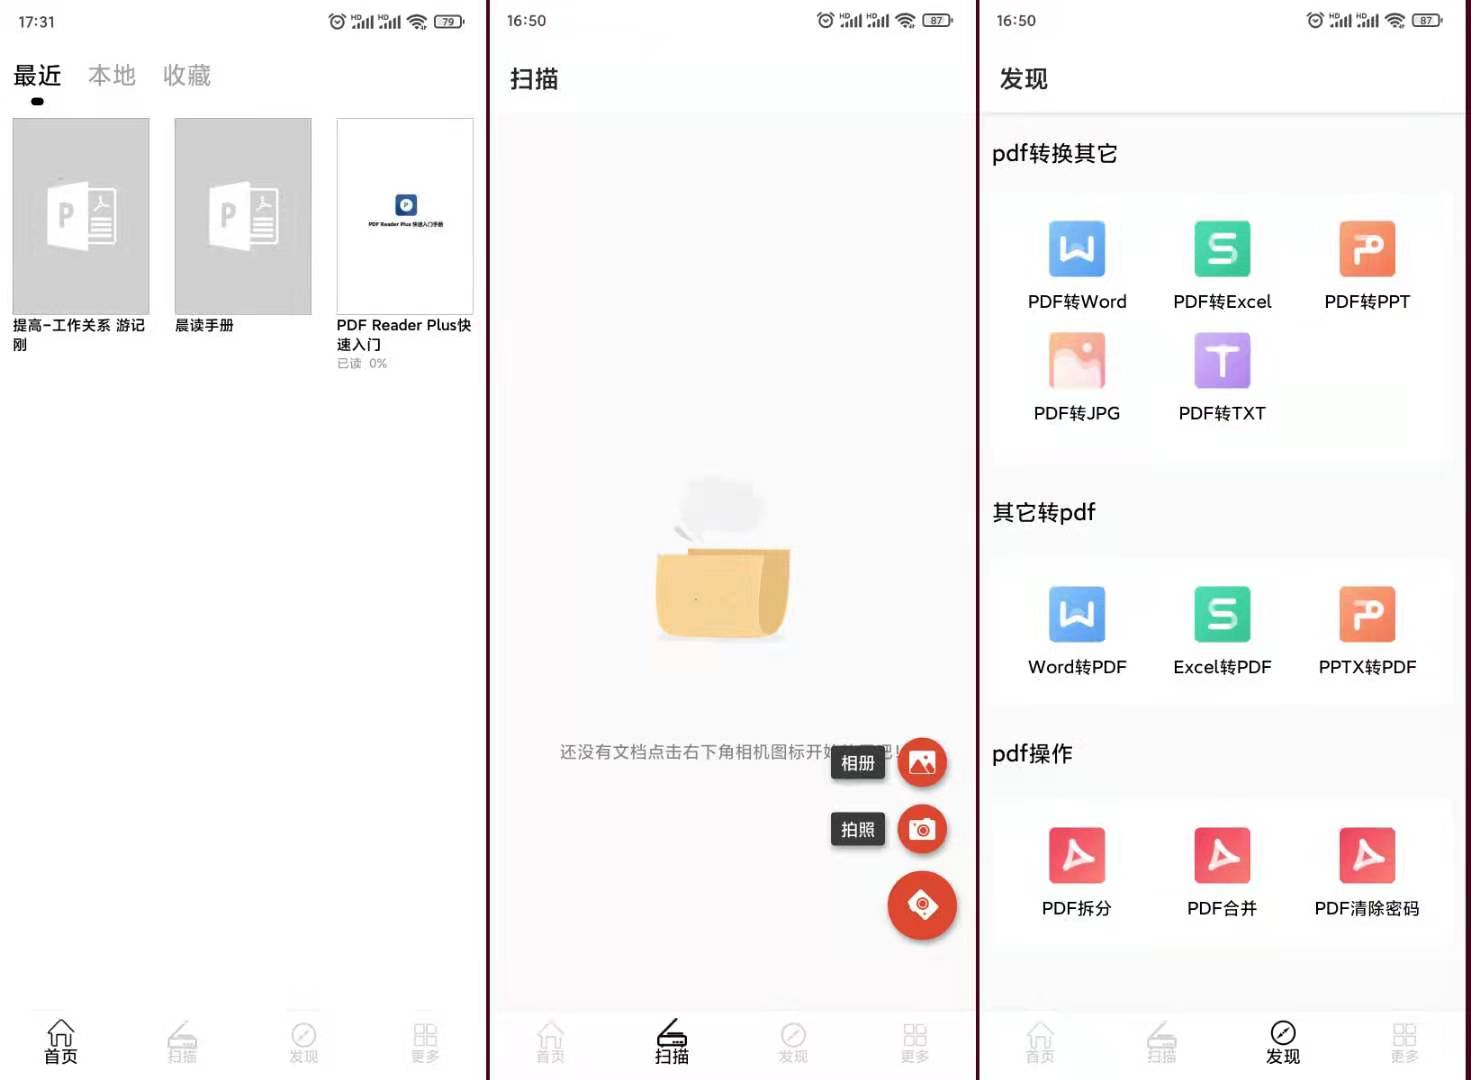 17:31
79
最近 本地 收藏
PDF Reader Plus 快速入门手册
提高-工作关系 游记
刚
晨读手册
PDF Reader Plus快
速入门
已读 0%
首页 扫描 发现 更多
16:50
87
扫描
还没有文档点击右下角相机图标开始
吧!
相册
拍照
首页 扫描 发现 更多
16:50
87
发现
pdf转换其它
PDF转Word PDF转Excel PDF转PPT
PDF转JPG PDF转TXT
其它转pdf
Word转PDF Excel转PDF PPTX转PDF
pdf操作
PDF拆分 PDF合并 PDF清除密码
首页 扫描 发现 更多